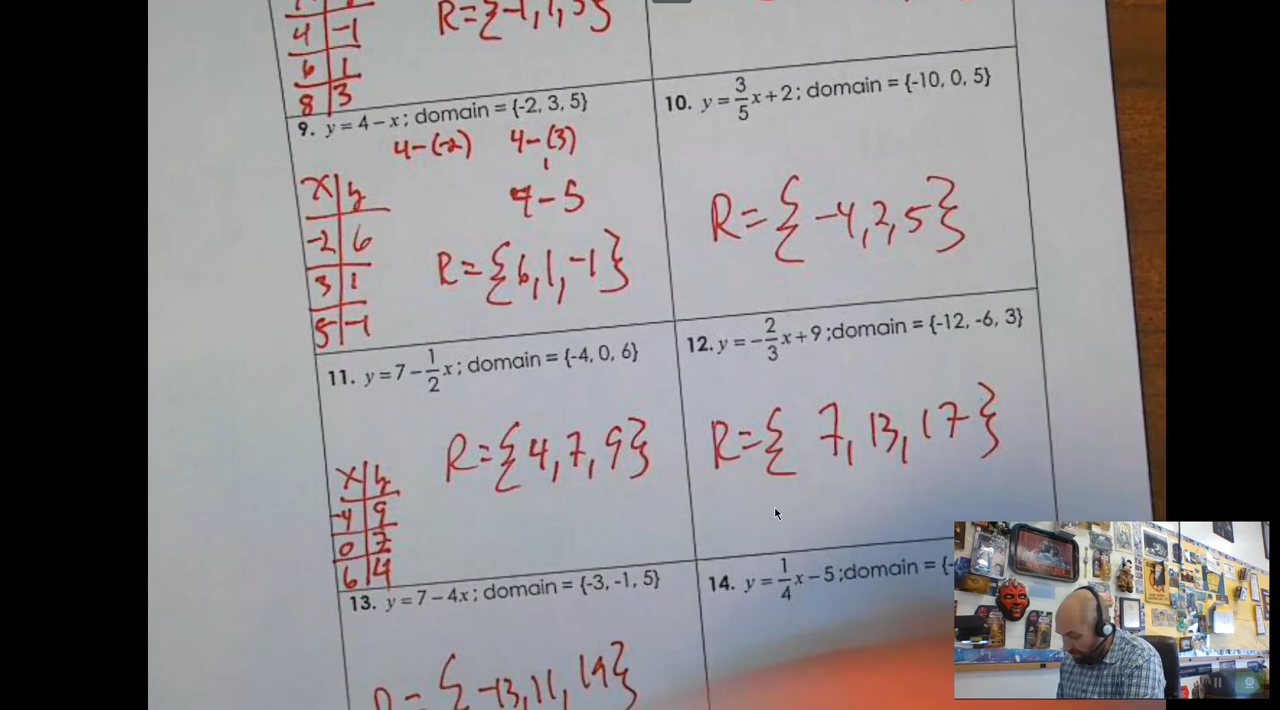 4 | -1
6 | 1
8 | 3
R={-1,1,3}
9. y = 4 – x ; domain = {-2, 3, 5}
4-(-2) 4-(3)
4-5
x | y
-2 | 6
3 | 1
5 | -1
R={6,1,-1}
10. y = 3/5 x + 2 ; domain = {-10, 0, 5}
R={-4,2,5}
11. y = 7 – 1/2 x ; domain = {-4, 0, 6}
R={4,7,9}
x | y
-4 | 9
0 | 7
6 | 4
12. y = – 2/3 x + 9 ;domain = {-12, -6, 3}
R={7,13,17}
13. y = 7 – 4x ; domain = {-3, -1, 5}
R={-13,11,19}
14. y = 1/4 x – 5 ;domain = {-